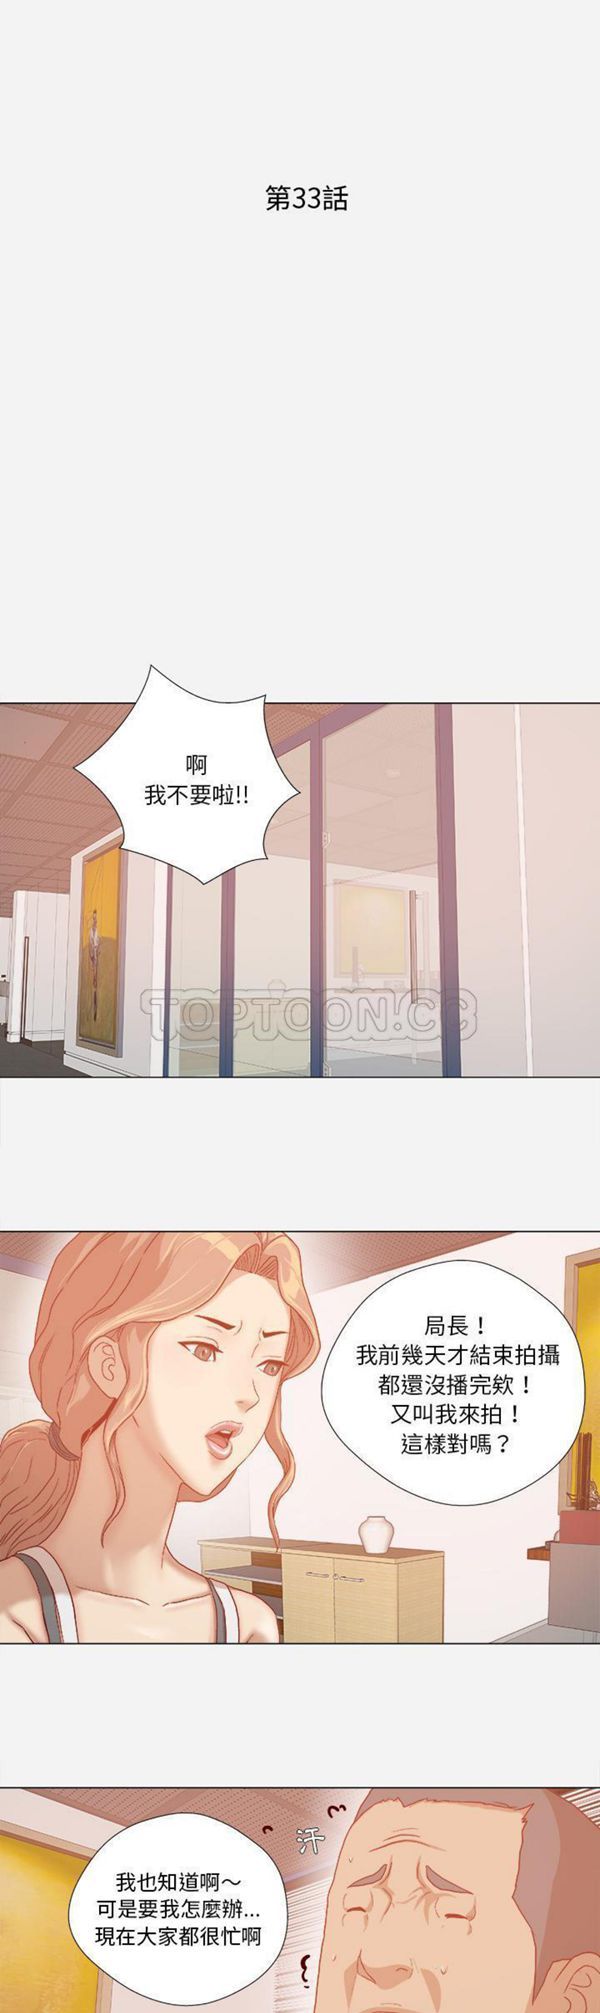 第33話
啊
我不要啦!!
TOPTOON.CC
局長！
我前幾天才結束拍攝
都還沒播完欸！
又叫我來拍！
這樣對嗎？
汗
我也知道啊～
可是要我怎麼辦...
現在大家都很忙啊